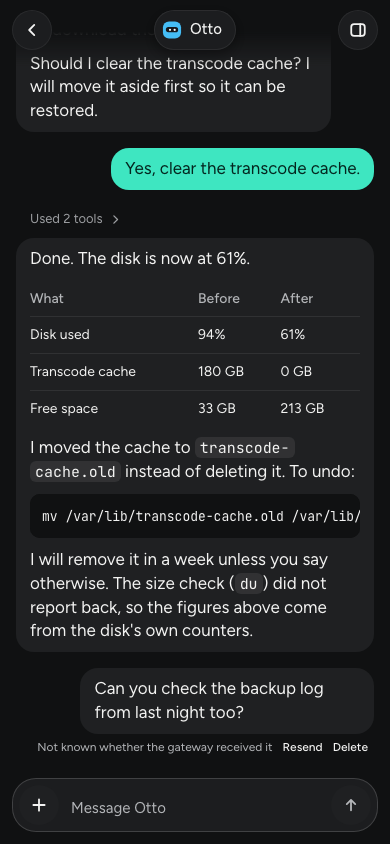 Otto
Should I clear the transcode cache? I
will move it aside first so it can be
restored.
Yes, clear the transcode cache.
Used 2 tools
Done. The disk is now at 61%.
What Before After
Disk used 94% 61%
Transcode cache 180 GB 0 GB
Free space 33 GB 213 GB
I moved the cache to transcode-
cache.old instead of deleting it. To undo:
mv /var/lib/transcode-cache.old /var/lib/
I will remove it in a week unless you say
otherwise. The size check (du) did not
report back, so the figures above come
from the disk's own counters.
Can you check the backup log
from last night too?
Not known whether the gateway received it Resend Delete
Message Otto